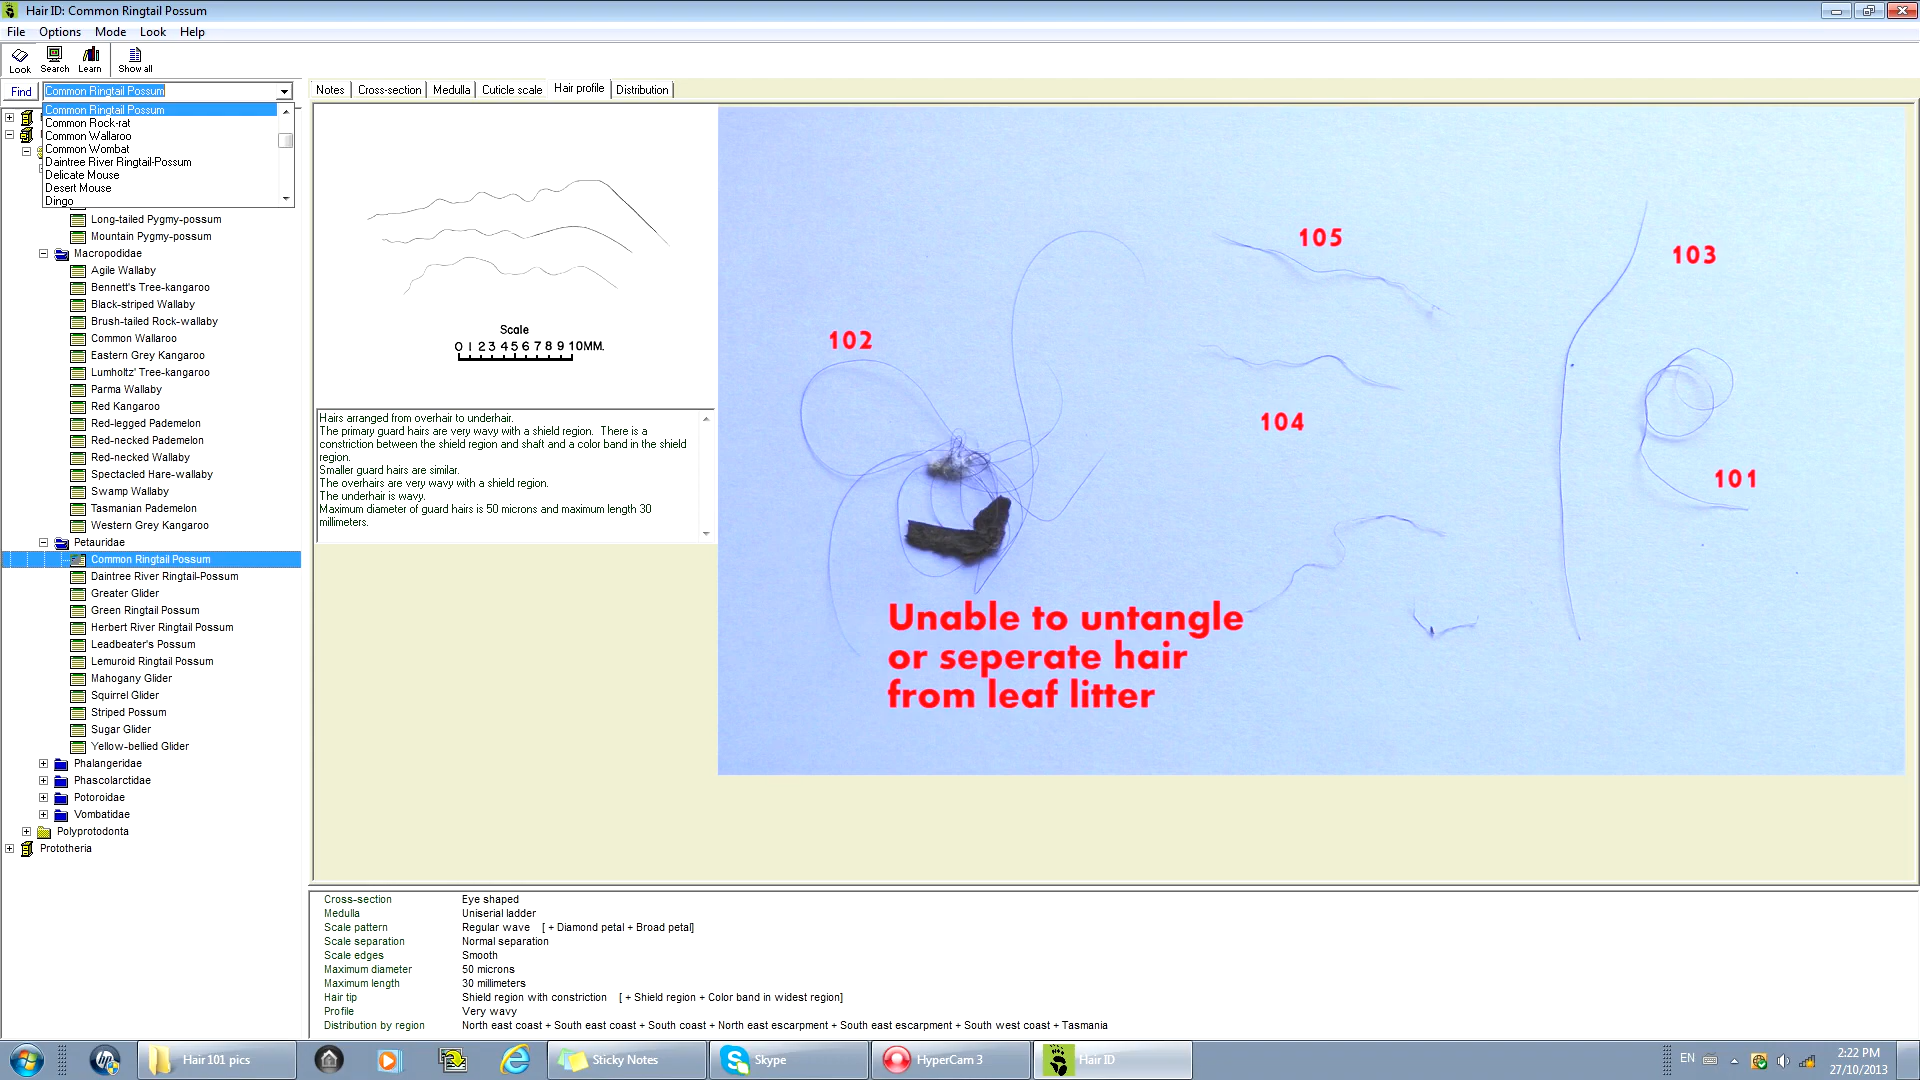 Hair ID: Common Ringtail Possum
File Options Mode Look Help
Look Search Learn Show all
Find Common Ringtail Possum
Common Ringtail Possum
Common Rock-rat
Common Wallaroo
Common Wombat
Daintree River Ringtail-Possum
Delicate Mouse
Desert Mouse
Dingo
Long-tailed Pygmy-possum
Mountain Pygmy-possum
Macropodidae
Agile Wallaby
Bennett's Tree-kangaroo
Black-striped Wallaby
Brush-tailed Rock-wallaby
Common Wallaroo
Eastern Grey Kangaroo
Lumholtz' Tree-kangaroo
Parma Wallaby
Red Kangaroo
Red-legged Pademelon
Red-necked Pademelon
Red-necked Wallaby
Spectacled Hare-wallaby
Swamp Wallaby
Tasmanian Pademelon
Western Grey Kangaroo
Petauridae
Common Ringtail Possum
Daintree River Ringtail-Possum
Greater Glider
Green Ringtail Possum
Herbert River Ringtail Possum
Leadbeater's Possum
Lemuroid Ringtail Possum
Mahogany Glider
Squirrel Glider
Striped Possum
Sugar Glider
Yellow-bellied Glider
Phalangeridae
Phascolarctidae
Potoroidae
Vombatidae
Polyprotodonta
Prototheria
Notes Cross-section Medulla Cuticle scale Hair profile Distribution
Scale
0 1 2 3 4 5 6 7 8 9 10MM.
Hairs arranged from overhair to underhair.
The primary guard hairs are very wavy with a shield region. There is a
constriction between the shield region and shaft and a color band in the shield
region.
Smaller guard hairs are similar.
The overhairs are very wavy with a shield region.
The underhair is wavy.
Maximum diameter of guard hairs is 50 microns and maximum length 30
millimeters.
105
103
102
104
101
Unable to untangle
or seperate hair
from leaf litter
Cross-section Eye shaped
Medulla Uniserial ladder
Scale pattern Regular wave [ + Diamond petal + Broad petal]
Scale separation Normal separation
Scale edges Smooth
Maximum diameter 50 microns
Maximum length 30 millimeters
Hair tip Shield region with constriction [ + Shield region + Color band in widest region]
Profile Very wavy
Distribution by region North east coast + South east coast + South coast + North east escarpment + South east escarpment + South west coast + Tasmania
Hair 101 pics Sticky Notes Skype HyperCam 3 Hair ID EN 2:22 PM
27/10/2013